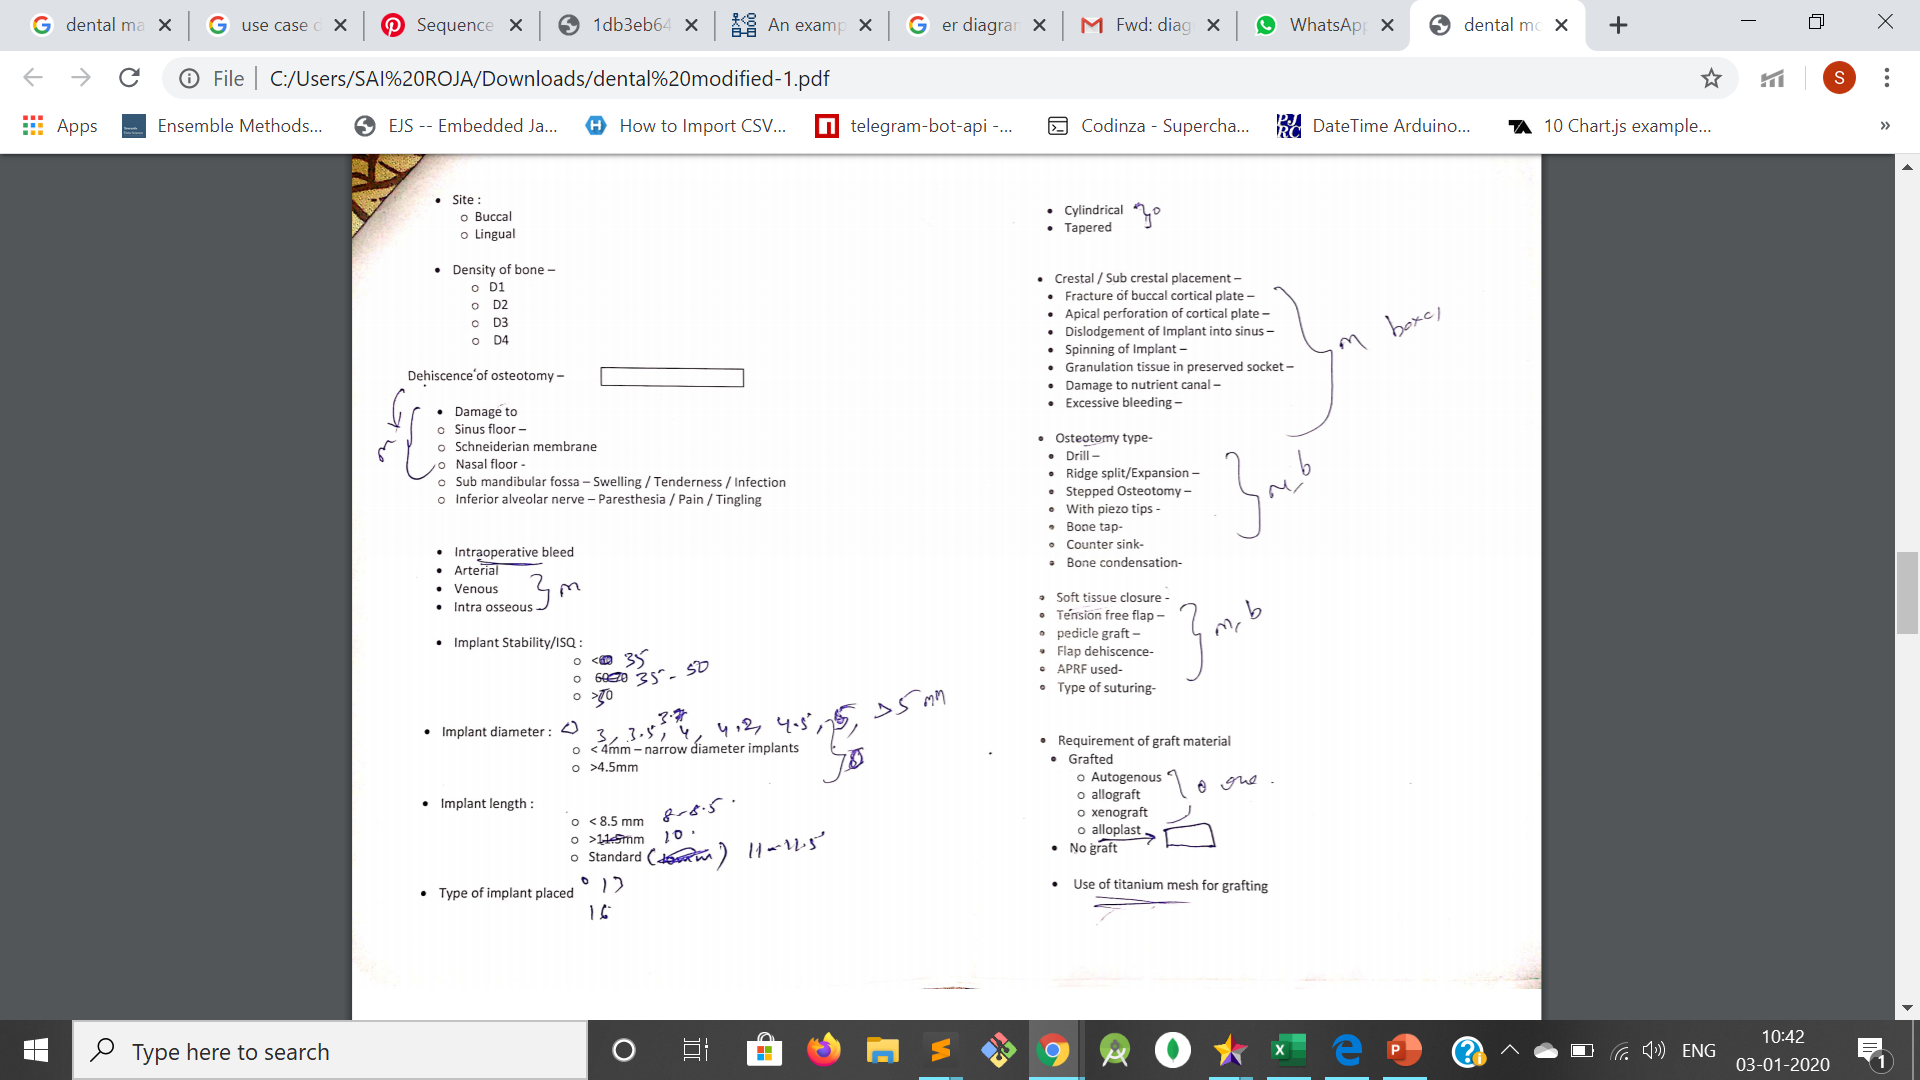 dental ma
use case d
Sequence
1db3eb64
An examp
er diagram
Fwd: diag
WhatsApp
dental mo
File
C:/Users/SAI%20ROJA/Downloads/dental%20modified-1.pdf
S
Apps
Ensemble Methods...
EJS -- Embedded Ja...
How to Import CSV...
telegram-bot-api -...
Codinza - Supercha...
DateTime Arduino...
10 Chart.js example...
»
• Site :
o Buccal
o Lingual
• Density of bone –
o D1
o D2
o D3
o D4
Dehiscence of osteotomy –
• Damage to
o Sinus floor –
o Schneiderian membrane
o Nasal floor -
o Sub mandibular fossa – Swelling / Tenderness / Infection
o Inferior alveolar nerve – Paresthesia / Pain / Tingling
m
• Intraoperative bleed
• Arterial
• Venous
• Intra osseous
m
• Implant Stability/ISQ :
o < 35
o 35 - 50
o >
• Implant diameter :
3, 3.5, 3.7, 4, 4.2, 4.5, 5, > 5 mm
o < 4mm – narrow diameter implants
o >4.5mm
• Implant length :
o < 8.5 mm 8-8.5
o >11.5mm 10
o Standard ( ) 11-11.5
• Type of implant placed
13
16
• Cylindrical
• Tapered
• Crestal / Sub crestal placement –
• Fracture of buccal cortical plate –
• Apical perforation of cortical plate –
• Dislodgement of Implant into sinus –
• Spinning of Implant –
• Granulation tissue in preserved socket –
• Damage to nutrient canal –
• Excessive bleeding –
m
• Osteotomy type-
• Drill –
• Ridge split/Expansion –
• Stepped Osteotomy –
• With piezo tips -
• Bone tap-
• Counter sink-
• Bone condensation-
m, b
• Soft tissue closure -
• Tension free flap –
• pedicle graft –
• Flap dehiscence-
• APRF used-
• Type of suturing-
m, b
• Requirement of graft material
• Grafted
o Autogenous
o allograft
o xenograft
o alloplast
o one
• No graft
• Use of titanium mesh for grafting
Type here to search
ENG
10:42
03-01-2020
1